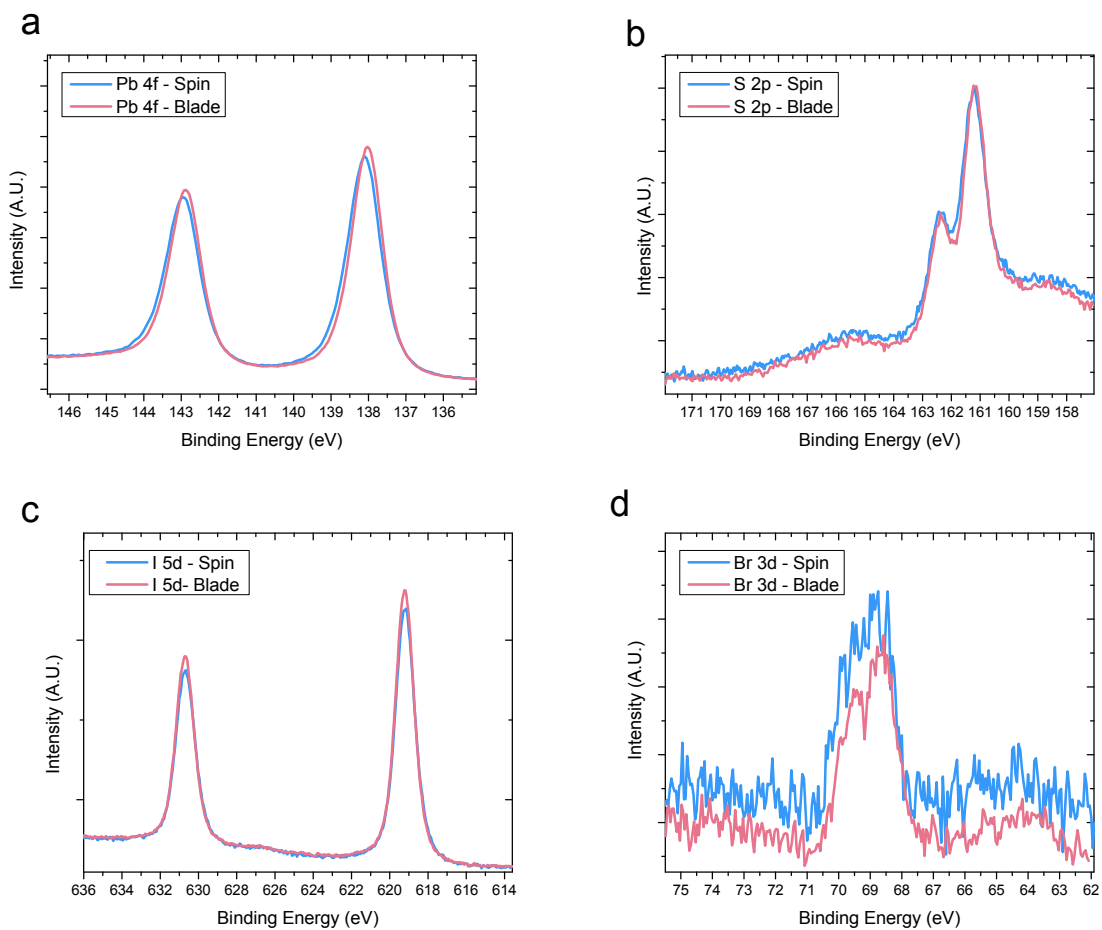 a
Pb 4f - Spin
Pb 4f - Blade
Intensity (A.U.)
146 145 144 143 142 141 140 139 138 137 136
Binding Energy (eV)
b
S 2p - Spin
S 2p - Blade
Intensity (A.U.)
171 170 169 168 167 166 165 164 163 162 161 160 159 158
Binding Energy (eV)
c
I 5d - Spin
I 5d- Blade
Intensity (A.U.)
636 634 632 630 628 626 624 622 620 618 616 614
Binding Energy (eV)
d
Br 3d - Spin
Br 3d - Blade
Intensity (A.U.)
75 74 73 72 71 70 69 68 67 66 65 64 63 62
Binding Energy (eV)